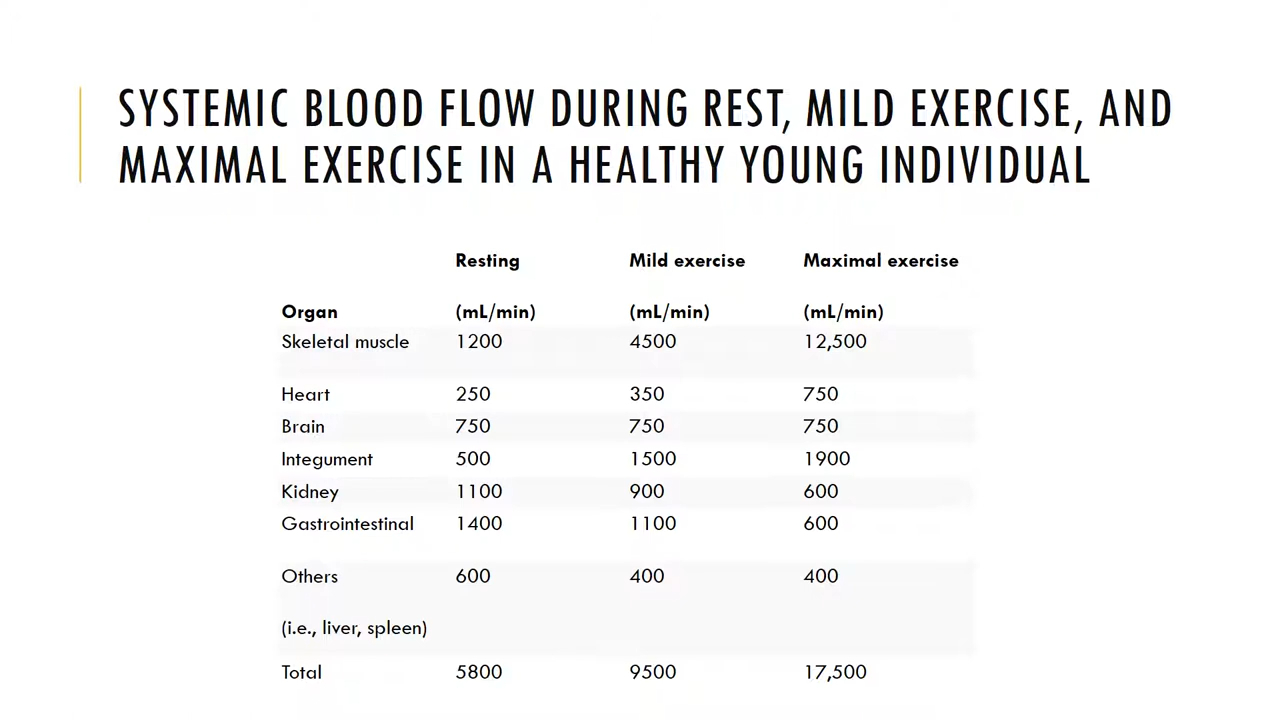 SYSTEMIC BLOOD FLOW DURING REST, MILD EXERCISE, AND
MAXIMAL EXERCISE IN A HEALTHY YOUNG INDIVIDUAL
Resting Mild exercise Maximal exercise
Organ (mL/min) (mL/min) (mL/min)
Skeletal muscle 1200 4500 12,500
Heart 250 350 750
Brain 750 750 750
Integument 500 1500 1900
Kidney 1100 900 600
Gastrointestinal 1400 1100 600
Others 600 400 400
(i.e., liver, spleen)
Total 5800 9500 17,500